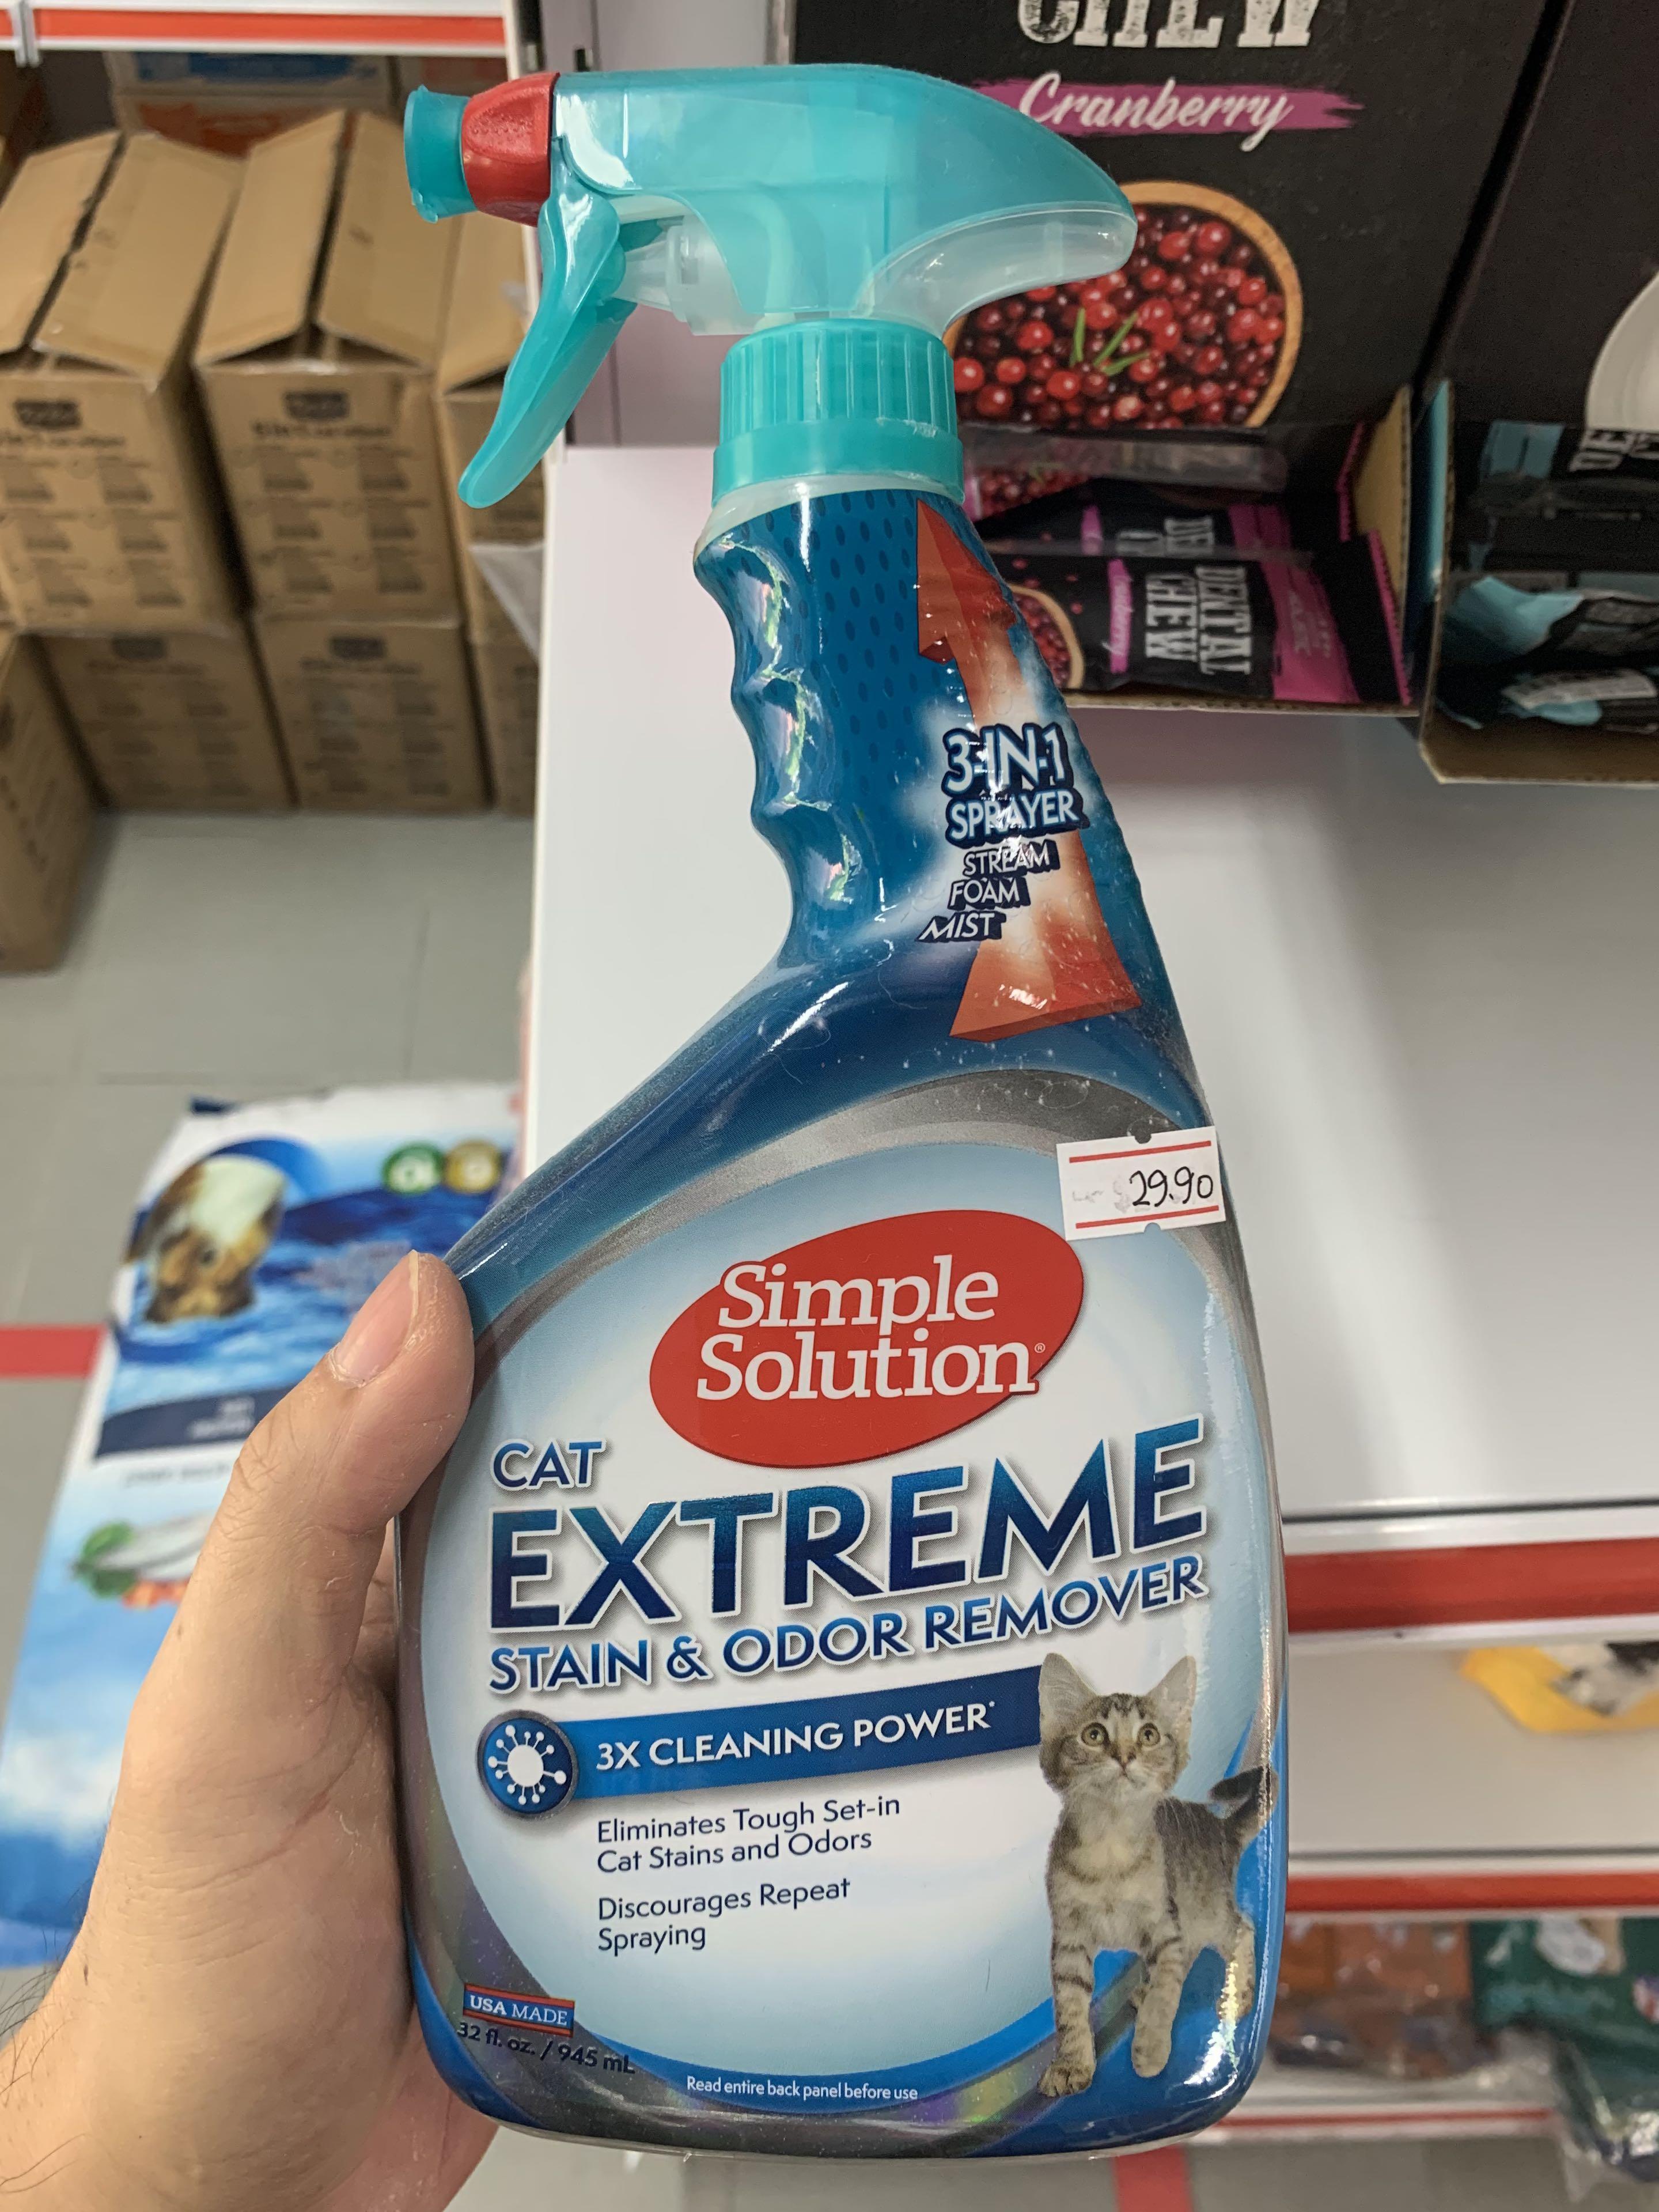 CHEW
Cranberry
DENTAL
CHEW
Cranberry
3-IN-1
SPRAYER
STREAM
FOAM
MIST
29.90
Simple
Solution®
CAT
EXTREME
STAIN & ODOR REMOVER
3X CLEANING POWER*
Eliminates Tough Set-in
Cat Stains and Odors
Discourages Repeat
Spraying
USA MADE
32 fl. oz. / 945 mL
Read entire back panel before use